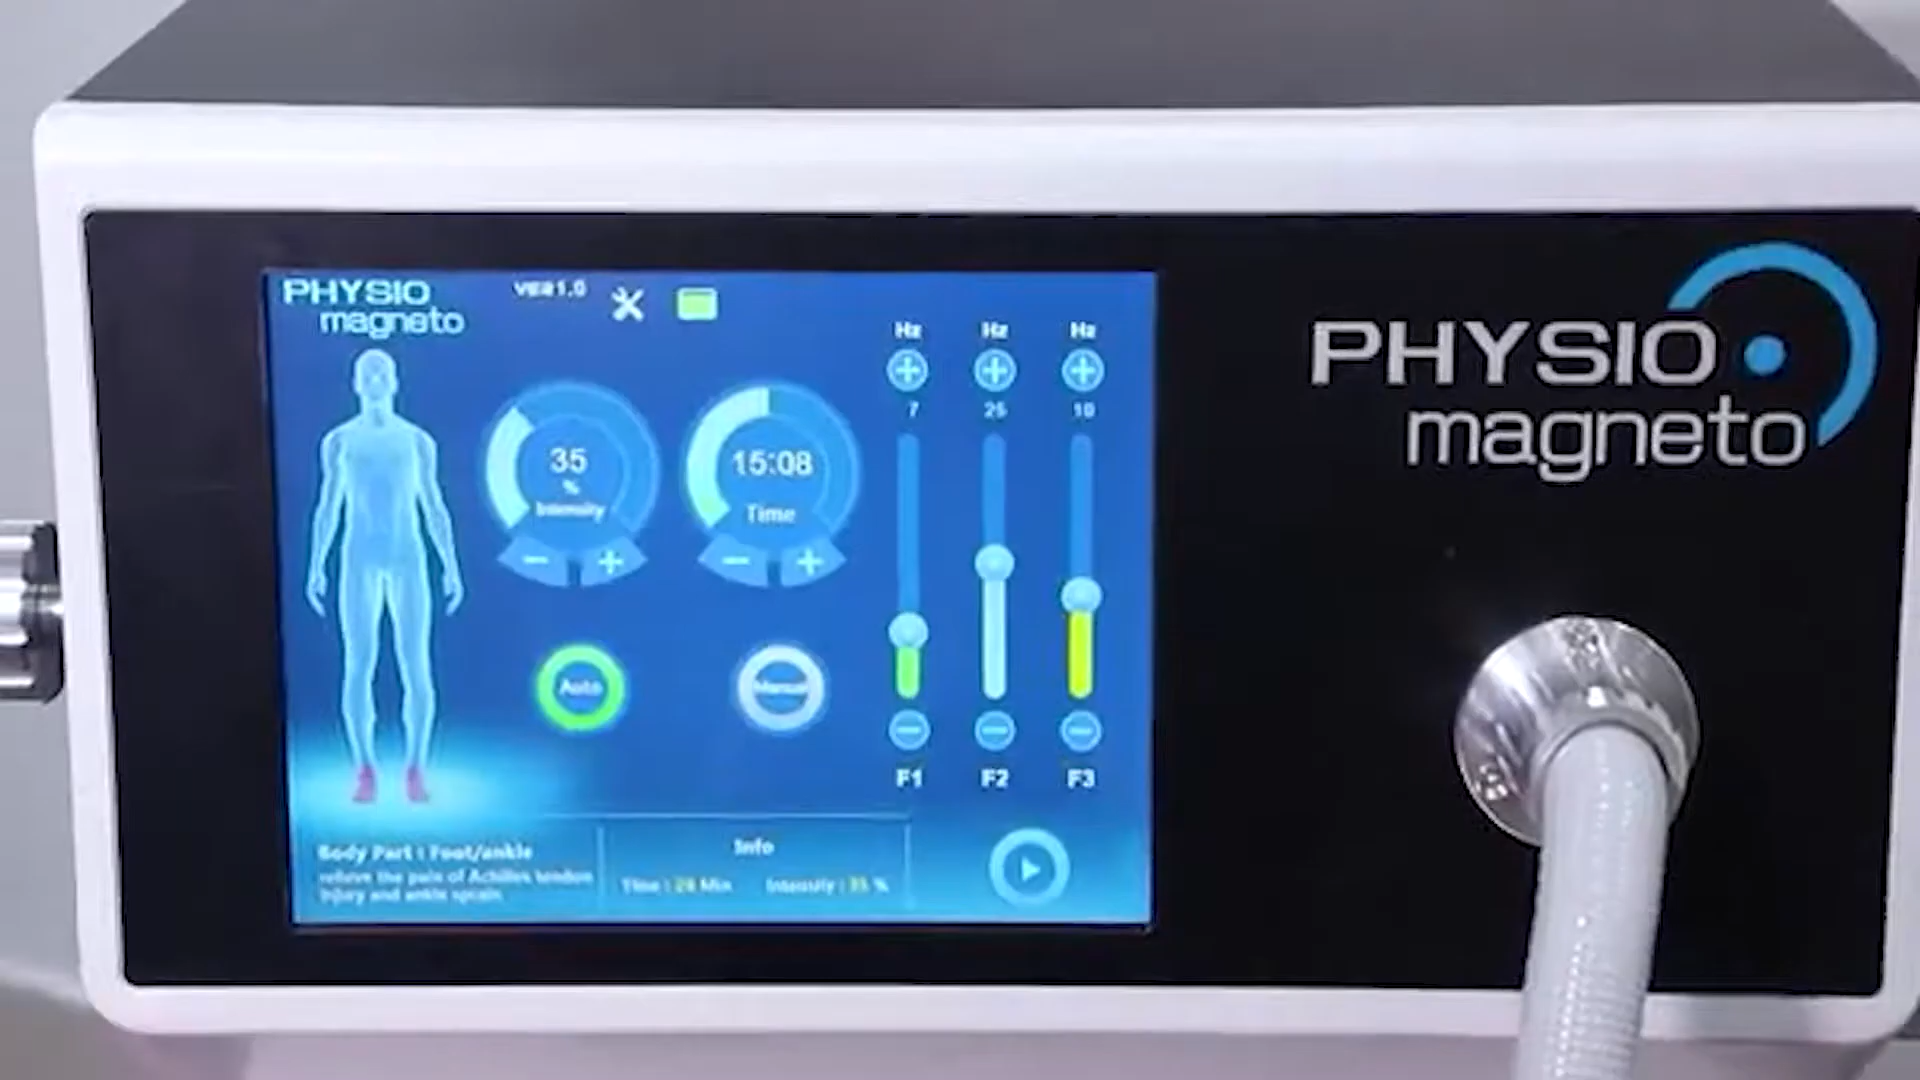 PHYSIO
magneto
VER1.0
Hz Hz Hz
7 25 10
35
%
Intensity
15:08
Time
Auto
Manual
F1 F2 F3
Body Part : Foot/ankle
relieve the pain of Achilles tendon
injury and ankle sprain
Info
Time : 28 Min Intensity : 35 %
PHYSIO
magneto